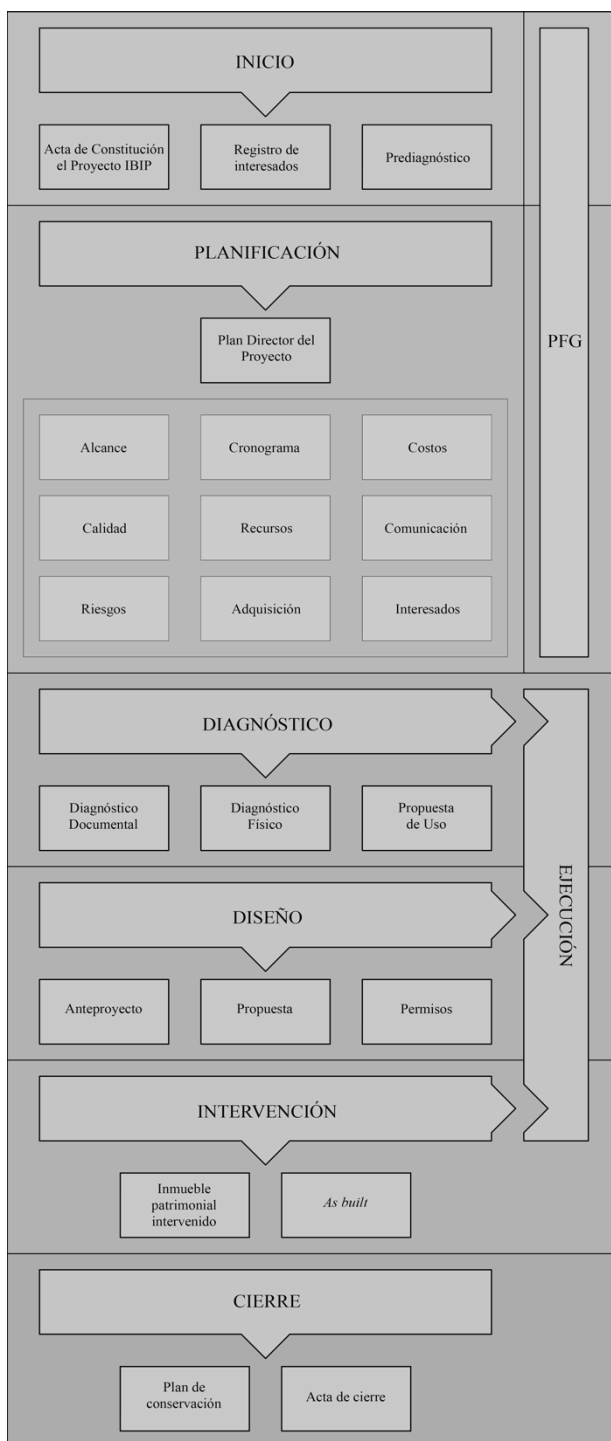 INICIO
Acta de Constitución
el Proyecto IBIP
Registro de
interesados
Prediagnóstico
PLANIFICACIÓN
Plan Director del
Proyecto
PFG
Alcance
Cronograma
Costos
Calidad
Recursos
Comunicación
Riesgos
Adquisición
Interesados
DIAGNÓSTICO
Diagnóstico
Documental
Diagnóstico
Físico
Propuesta
de Uso
EJECUCIÓN
DISEÑO
Anteproyecto
Propuesta
Permisos
INTERVENCIÓN
Inmueble
patrimonial
intervenido
As built
CIERRE
Plan de
conservación
Acta de cierre